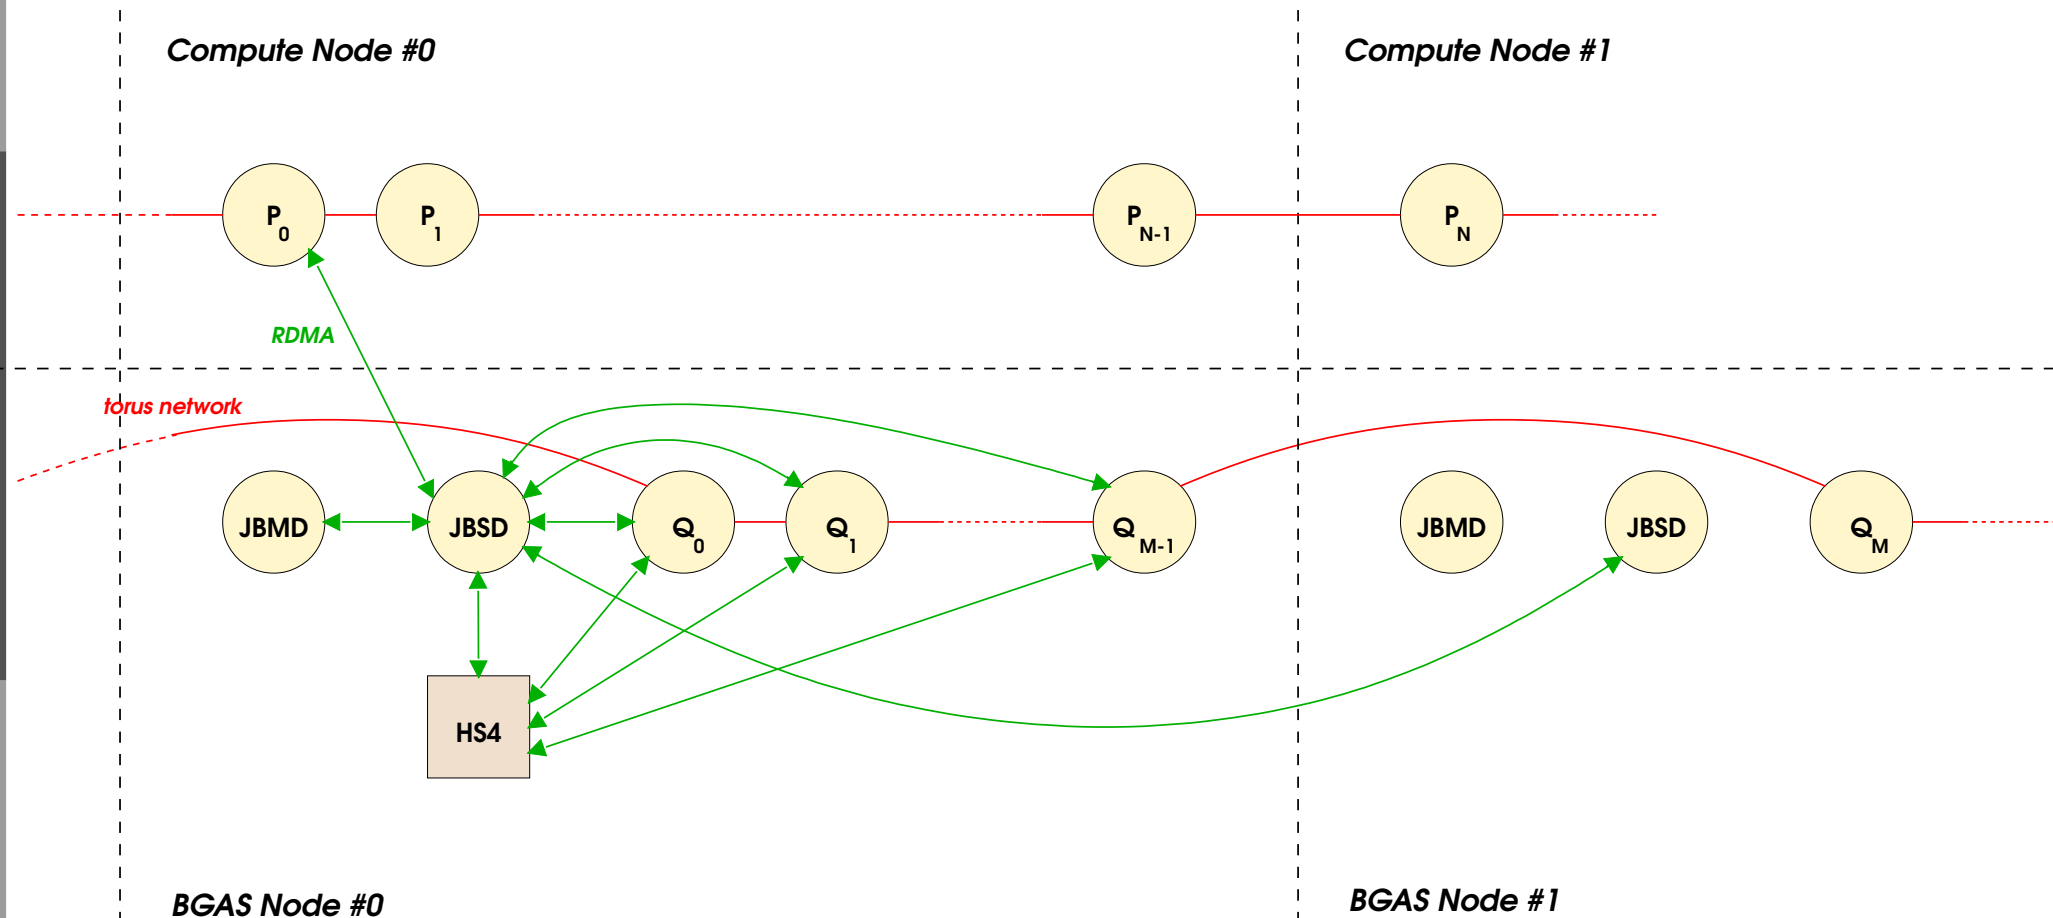 Compute Node #0
Compute Node #1
P0
P1
PN-1
PN
RDMA
torus network
JBMD
JBSD
Q0
Q1
QM-1
JBMD
JBSD
QM
HS4
BGAS Node #0
BGAS Node #1